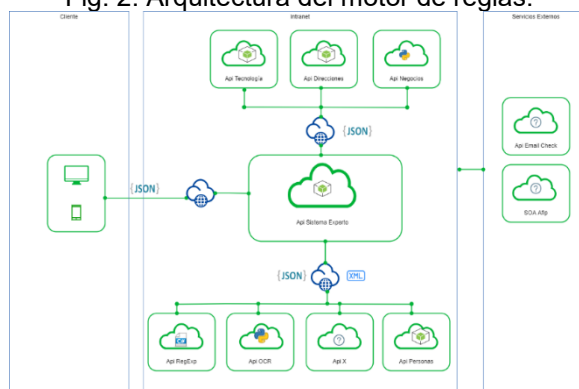 Fig. 2. Arquitectura del motor de reglas.
Cliente
Intranet
Servicios Externos
Api Tecnología
Api Direcciones
Api Negocios
{JSON}
Api Email Check
{JSON}
Api Sistema Experto
SOA Afip
{JSON}
XML
C#
Api RegExp
Api OCR
Api X
Api Personas